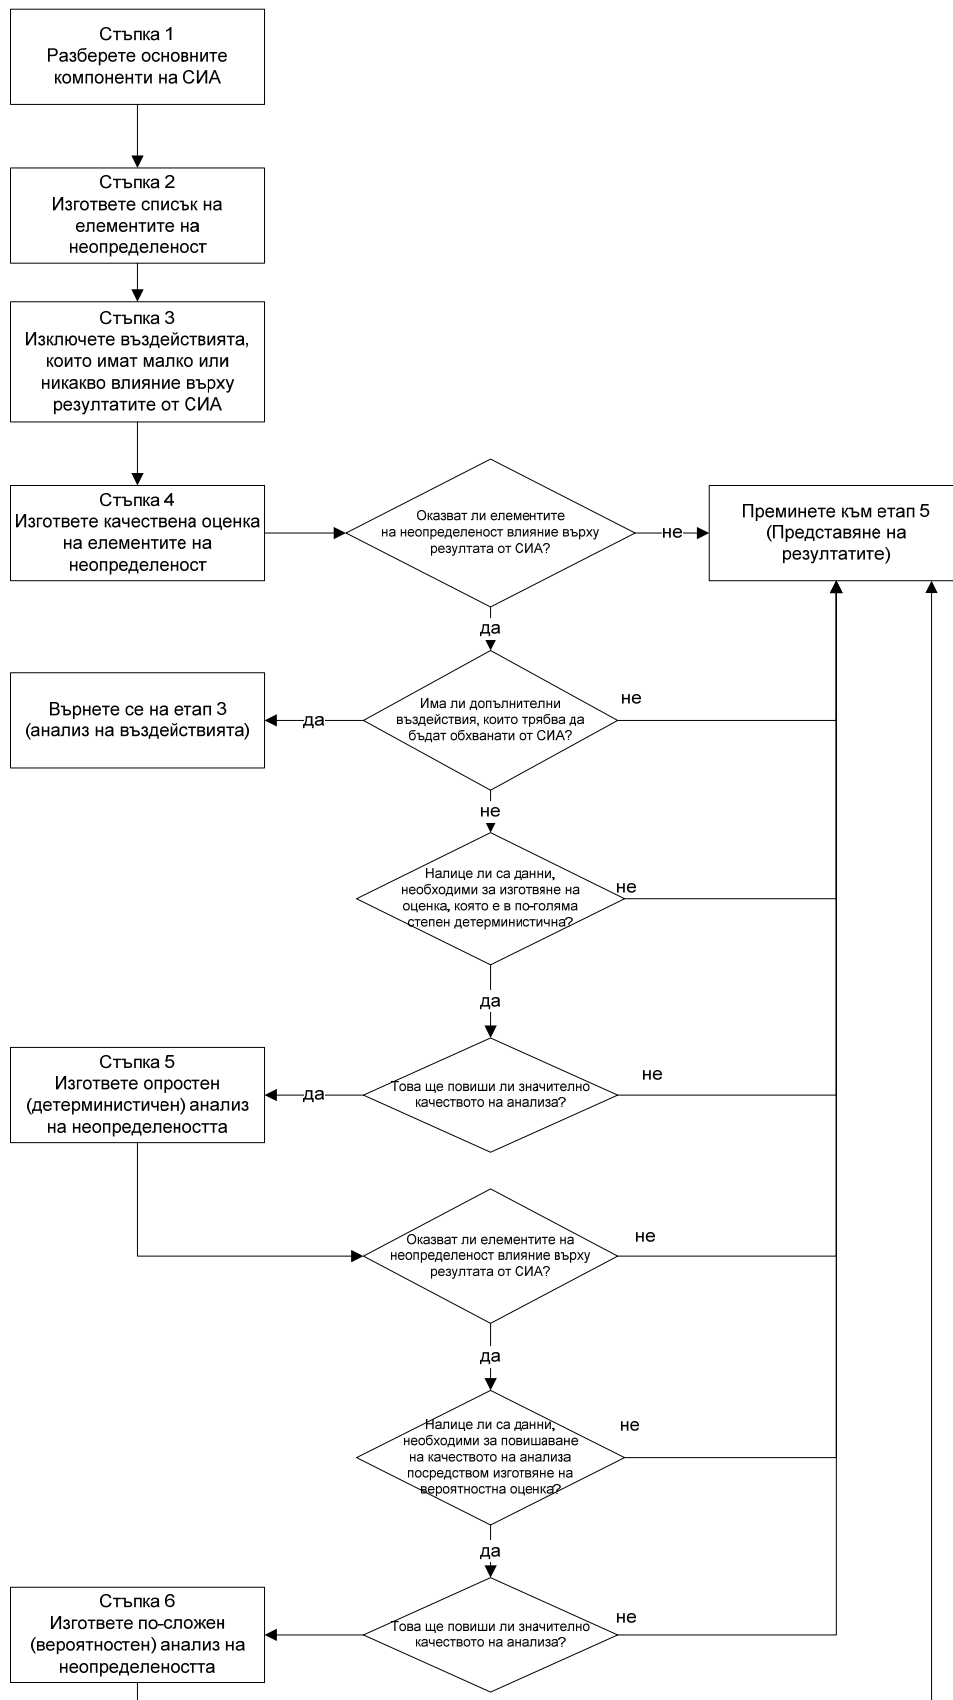 Стъпка 1
Разберете основните
компоненти на СИА
Стъпка 2
Изгответе списък на
елементите на
неопределеност
Стъпка 3
Изключете въздействията,
които имат малко или
никакво влияние върху
резултатите от СИА
Стъпка 4
Изгответе качествена оценка
на елементите на
неопределеност
Оказват ли елементите
на неопределеност влияние върху
резултата от СИА?
не
Преминете към етап 5
(Представяне на
резултатите)
да
Върнете се на етап 3
(анализ на въздействията)
да
Има ли допълнителни
въздействия, които трябва да
бъдат обхванати от СИА?
не
не
Налице ли са данни,
необходими за изготвяне на
оценка, която е в по-голяма
степен детерминистична?
не
да
Стъпка 5
Изгответе опростен
(детерминистичен) анализ
на неопределеността
да
Това ще повиши ли значително
качеството на анализа?
не
Оказват ли елементите на
неопределеност влияние върху
резултата от СИА?
не
да
Налице ли са данни,
необходими за повишаване
на качеството на анализа
посредством изготвяне на
вероятностна оценка?
не
да
Стъпка 6
Изгответе по-сложен
(вероятностен) анализ на
неопределеността
Това ще повиши ли значително
качеството на анализа?
не